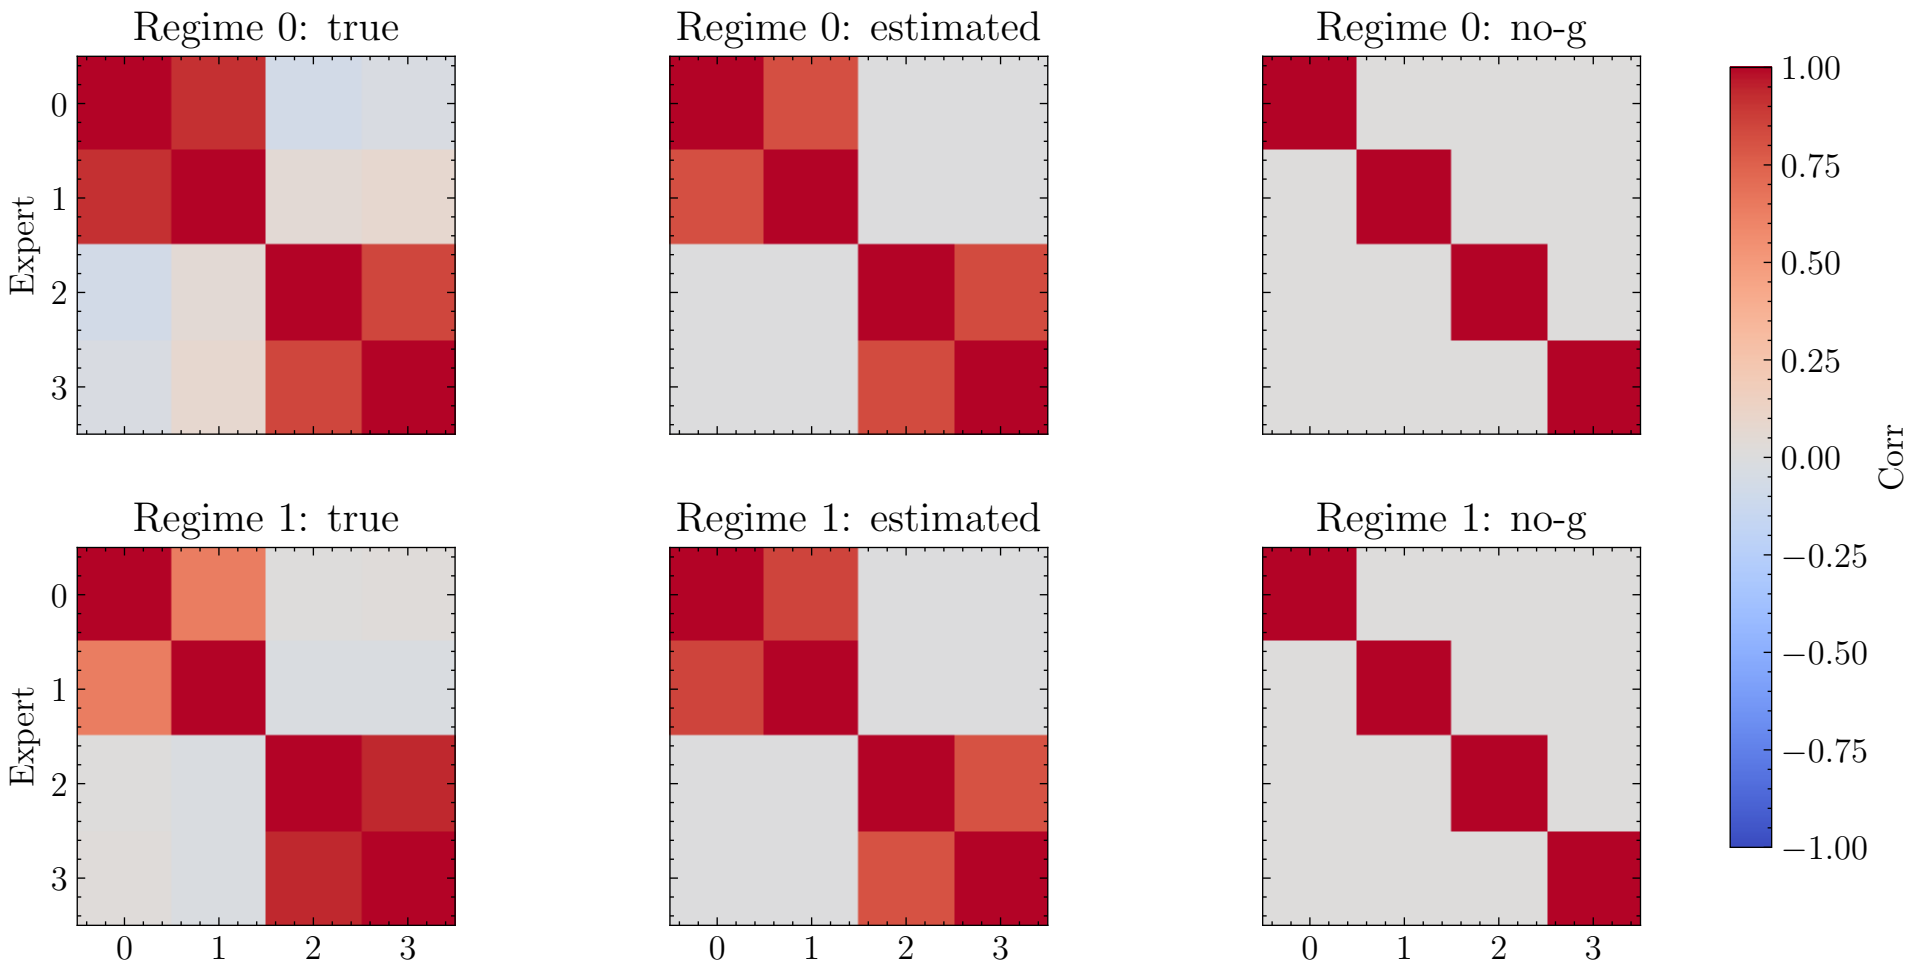 Regime 0: true
Regime 0: estimated
Regime 0: no-g
Expert
0
1
2
3
Regime 1: true
Regime 1: estimated
Regime 1: no-g
Expert
0
1
2
3
0 1 2 3
0 1 2 3
0 1 2 3
1.00
0.75
0.50
0.25
0.00
−0.25
−0.50
−0.75
−1.00
Corr